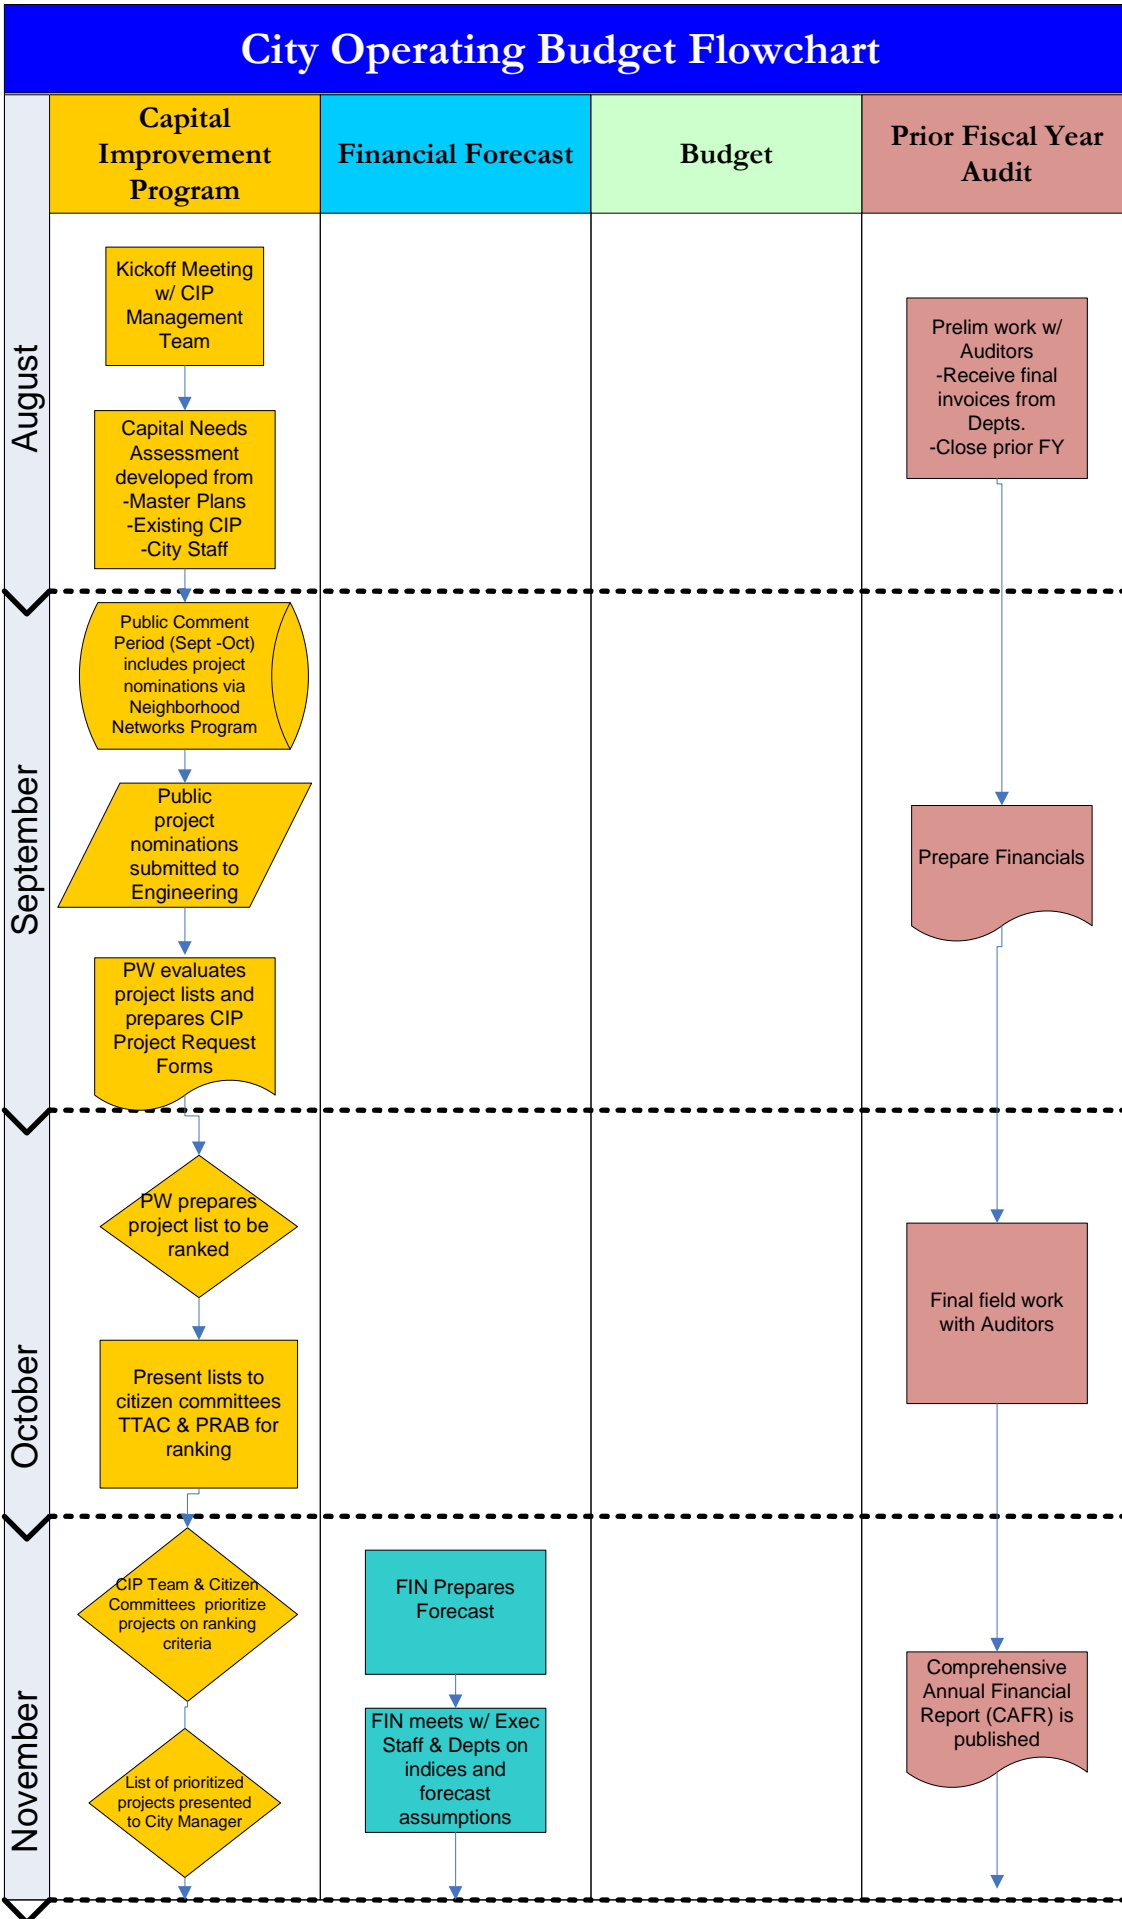 City Operating Budget Flowchart
Capital
Improvement
Program
Financial Forecast
Budget
Prior Fiscal Year
Audit
August
Kickoff Meeting
w/ CIP
Management
Team
Capital Needs
Assessment
developed from
-Master Plans
-Existing CIP
-City Staff
Prelim work w/
Auditors
-Receive final
invoices from
Depts.
-Close prior FY
September
Public Comment
Period (Sept -Oct)
includes project
nominations via
Neighborhood
Networks Program
Public
project
nominations
submitted to
Engineering
PW evaluates
project lists and
prepares CIP
Project Request
Forms
Prepare Financials
October
PW prepares
project list to be
ranked
Present lists to
citizen committees
TTAC & PRAB for
ranking
Final field work
with Auditors
November
CIP Team & Citizen
Committees prioritize
projects on ranking
criteria
List of prioritized
projects presented
to City Manager
FIN Prepares
Forecast
FIN meets w/ Exec
Staff & Depts on
indices and
forecast
assumptions
Comprehensive
Annual Financial
Report (CAFR) is
published